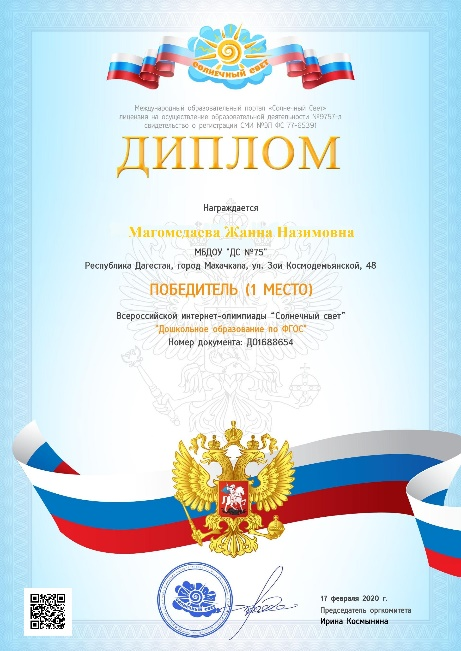 СОЛНЕЧНЫЙ СВЕТ
Международный образовательный портал «Солнечный Свет»
лицензия на осуществление образовательной деятельности №9757-л
свидетельство о регистрации СМИ №ЭЛ ФС 77-65391
ДИПЛОМ
Награждается
Магомедаева Жанна Назимовна
МБДОУ "ДС №75"
Республика Дагестан, город Махачкала, ул. Зои Космоденьянской, 48
ПОБЕДИТЕЛЬ (1 МЕСТО)
Всероссийской интернет-олимпиады “Солнечный свет”
"Дошкольное образование по ФГОС"
Номер документа: ДО1688654
17 февраля 2020 г.
Председатель оргкомитета
Ирина Космынина